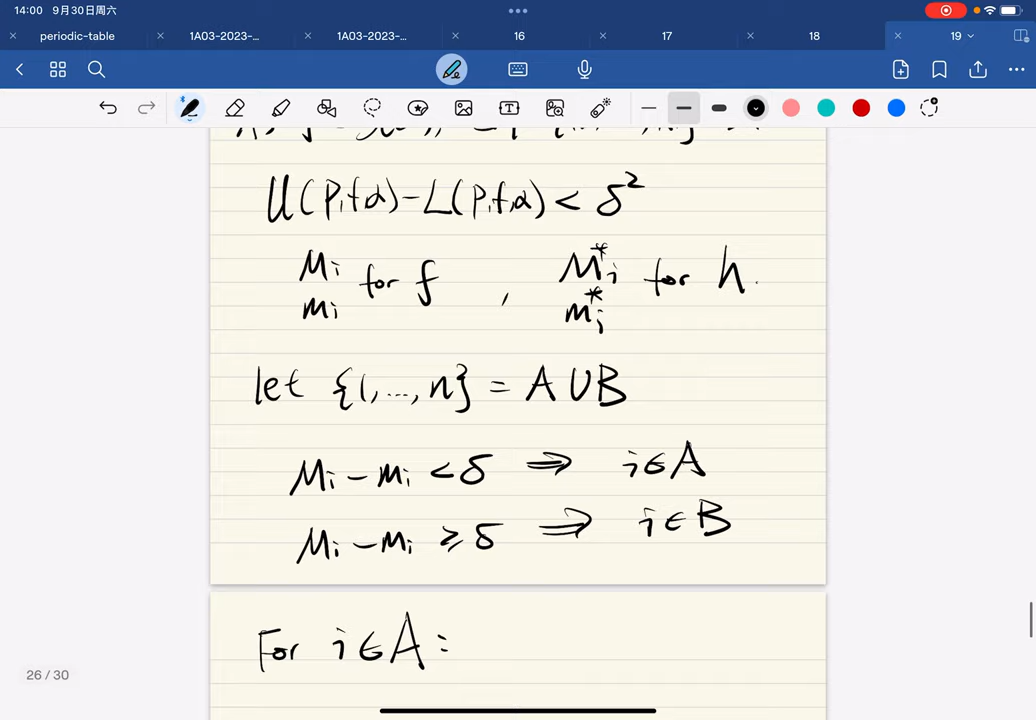 14:00 9月30日周六
periodic-table 1A03-2023-... 1A03-2023-... 16 17 18 19
U(P,f,α)-L(P,f,α) < δ²
Mi mi for f , M*i m*i for h.
let {1,...,n} = A∪B
Mi - mi < δ ⇒ i∈A
Mi - mi ≥ δ ⇒ i∈B
For i∈A:
26 / 30